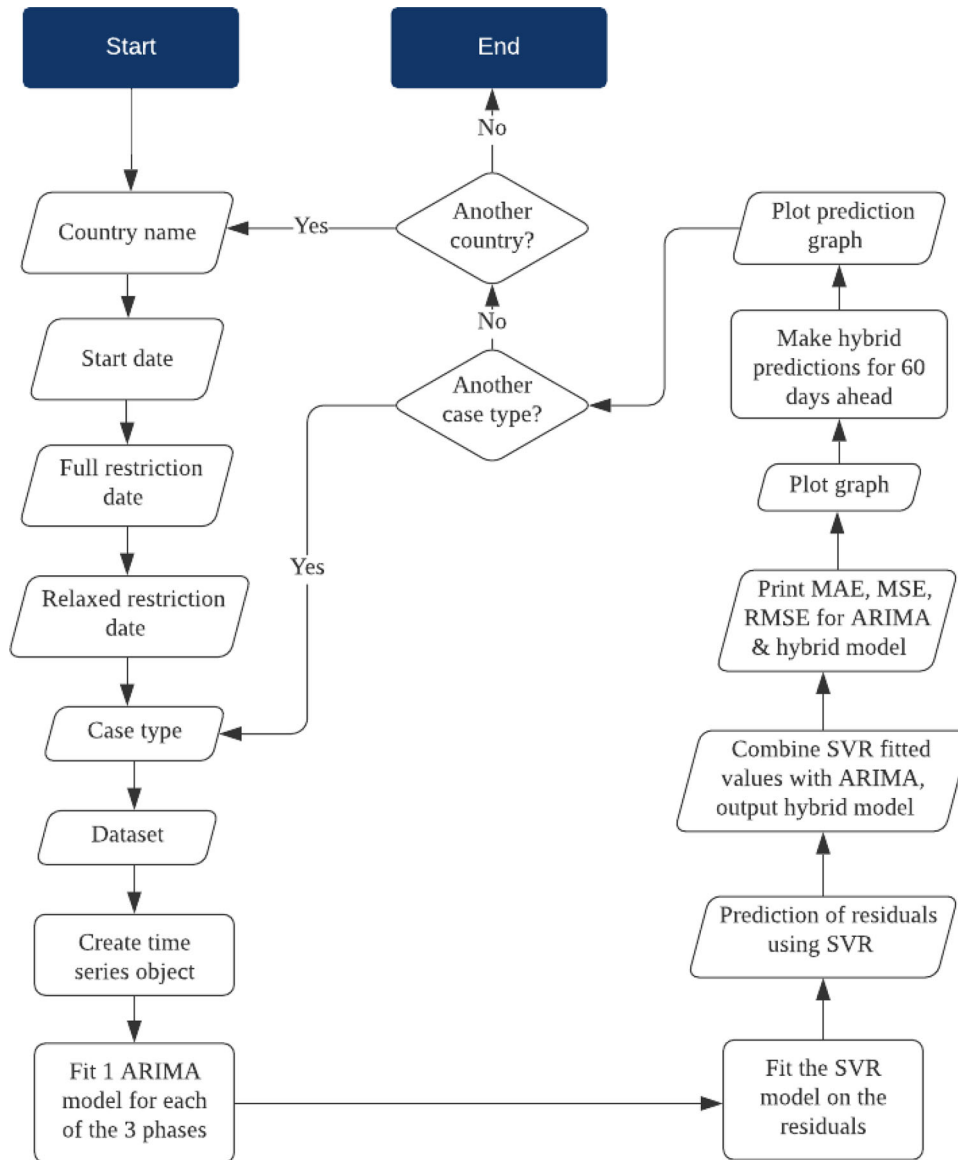 Start
End
No
Another
country?
Yes
Country name
Plot prediction
graph
Start date
No
Another
case type?
Make hybrid
predictions for 60
days ahead
Full restriction
date
Plot graph
Yes
Relaxed restriction
date
Print MAE, MSE,
RMSE for ARIMA
& hybrid model
Case type
Combine SVR fitted
values with ARIMA,
output hybrid model
Dataset
Prediction of residuals
using SVR
Create time
series object
Fit 1 ARIMA
model for each
of the 3 phases
Fit the SVR
model on the
residuals